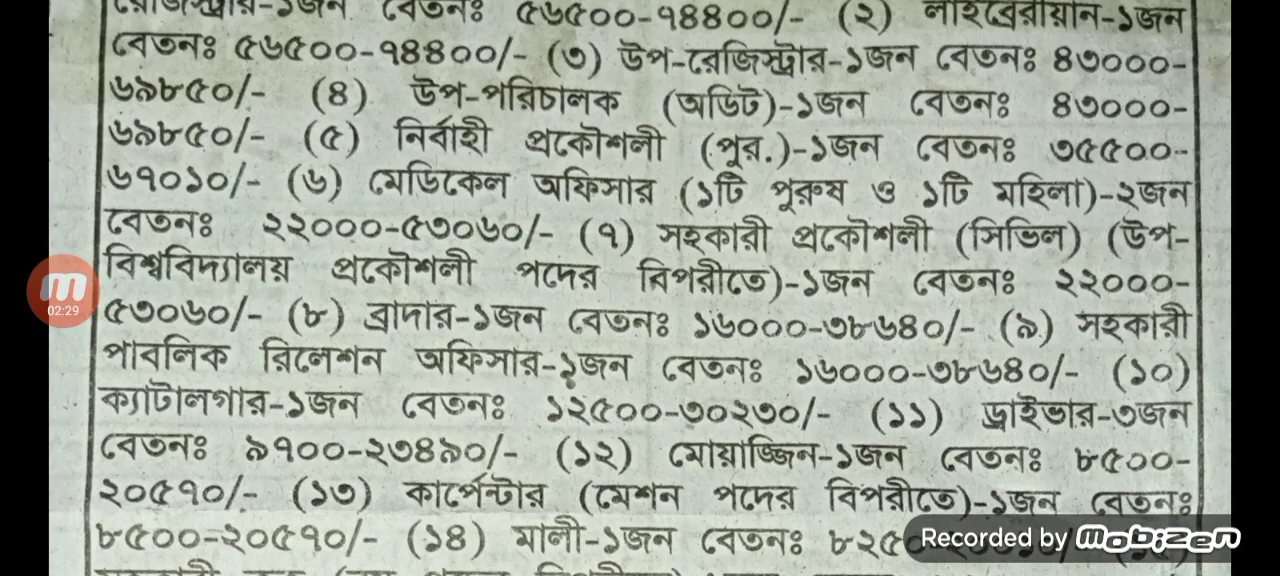 রেজিস্ট্রার-১জন বেতনঃ ৫৬৫০০-৭৪৪০০/- (২) লাইব্রেরীয়ান-১জন
বেতনঃ ৫৬৫০০-৭৪৪০০/- (৩) উপ-রেজিস্ট্রার-১জন বেতনঃ ৪৩০০০-
৬৯৮৫০/- (৪) উপ-পরিচালক (অডিট)-১জন বেতনঃ ৪৩০০০-
৬৯৮৫০/- (৫) নির্বাহী প্রকৌশলী (পুর.)-১জন বেতনঃ ৩৫৫০০-
৬৭০১০/- (৬) মেডিকেল অফিসার (১টি পুরুষ ও ১টি মহিলা)-২জন
বেতনঃ ২২০০০-৫৩০৬০/- (৭) সহকারী প্রকৌশলী (সিভিল) (উপ-
বিশ্ববিদ্যালয় প্রকৌশলী পদের বিপরীতে)-১জন বেতনঃ ২২০০০-
৫৩০৬০/- (৮) ব্রাদার-১জন বেতনঃ ১৬০০০-৩৮৬৪০/- (৯) সহকারী
পাবলিক রিলেশন অফিসার-১জন বেতনঃ ১৬০০০-৩৮৬৪০/- (১০)
ক্যাটালগার-১জন বেতনঃ ১২৫০০-৩০২৩০/- (১১) ড্রাইভার-৩জন
বেতনঃ ৯৭০০-২৩৪৯০/- (১২) মোয়াজ্জিন-১জন বেতনঃ ৮৫০০-
২০৫৭০/- (১৩) কার্পেন্টার (মেশন পদের বিপরীতে)-১জন বেতনঃ
৮৫০০-২০৫৭০/- (১৪) মালী-১জন বেতনঃ
02:29
Recorded by mobizen